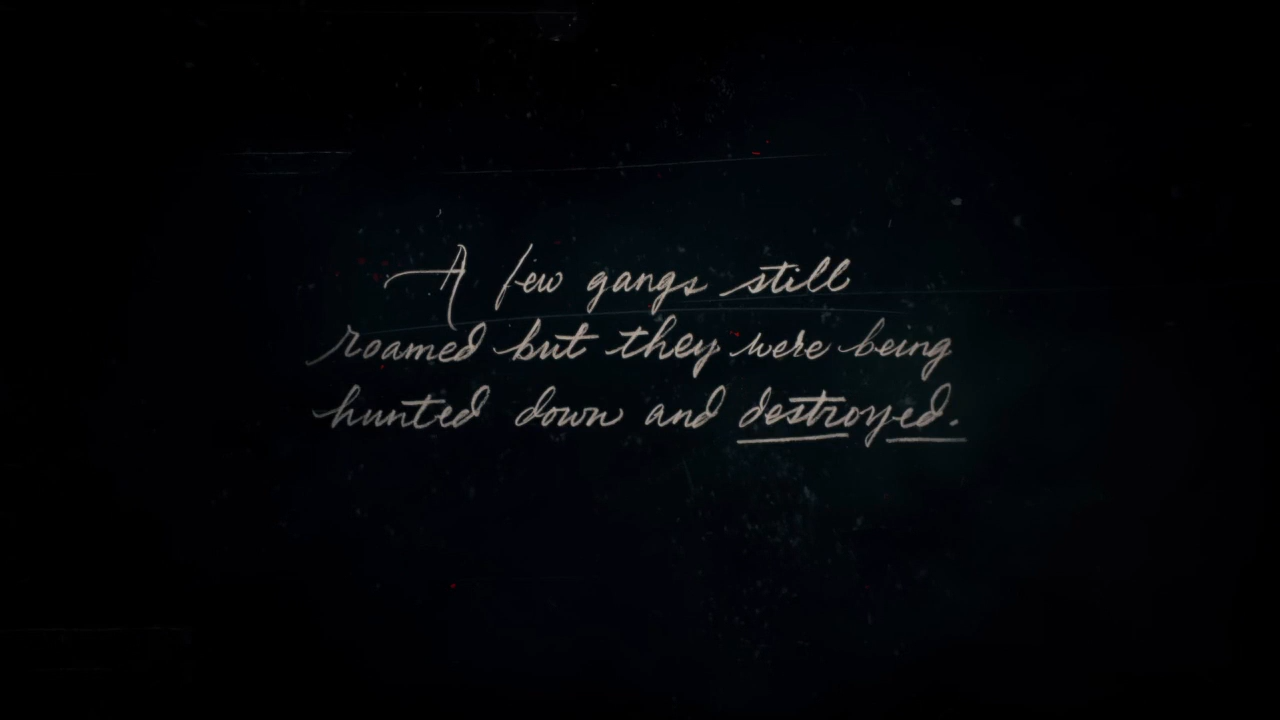 A few gangs still
roamed but they were being
hunted down and destroyed.